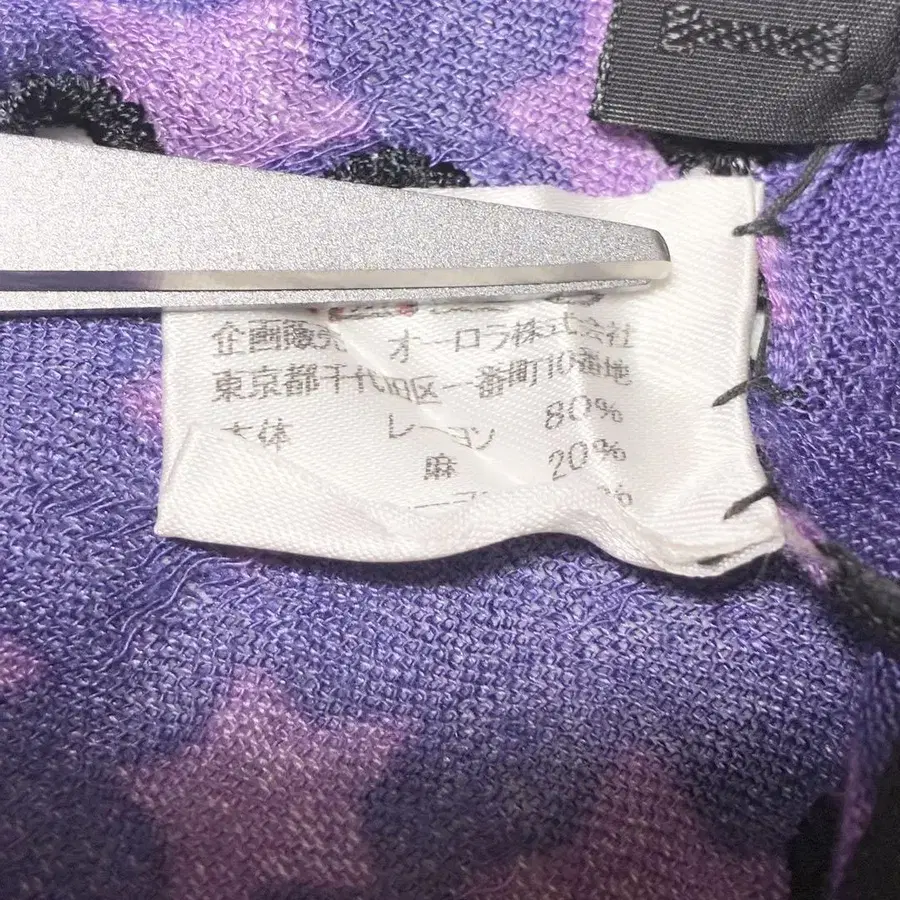 企画販売 オーロラ株式会社
東京都千代田区一番町10番地
本体 レーヨン 80%
麻 20%
%